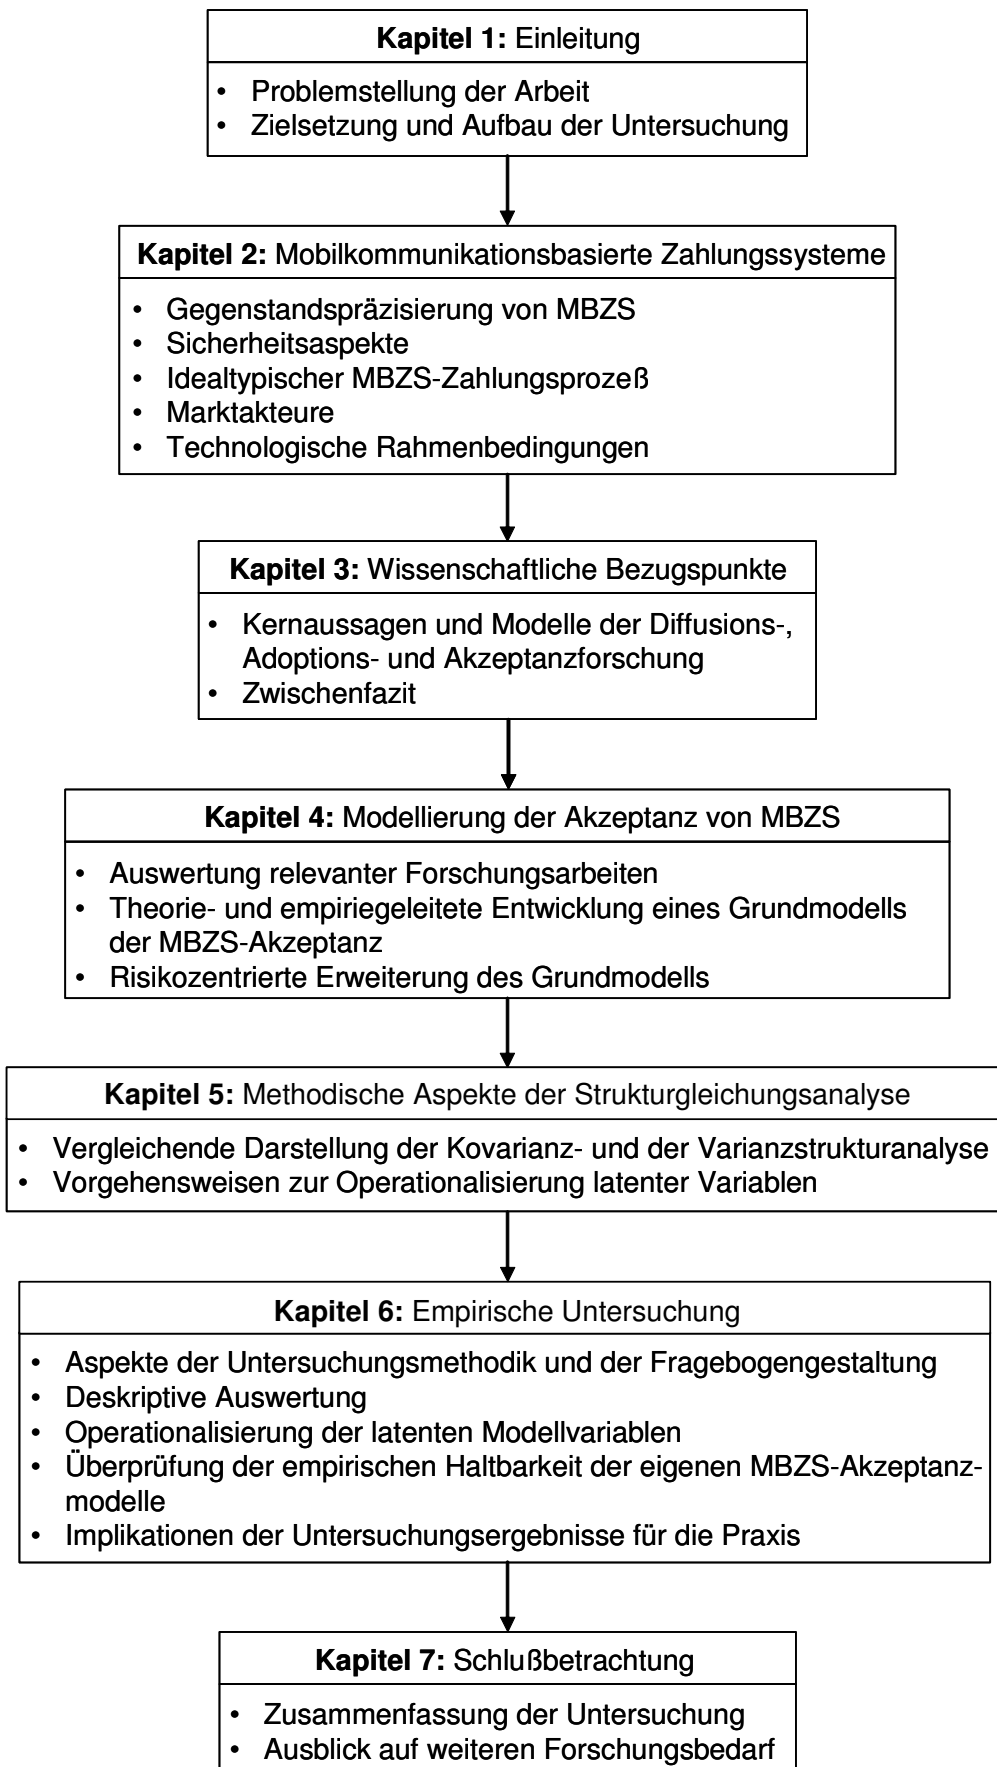 Kapitel 1: Einleitung
• Problemstellung der Arbeit
• Zielsetzung und Aufbau der Untersuchung
Kapitel 2: Mobilkommunikationsbasierte Zahlungssysteme
• Gegenstandspräzisierung von MBZS
• Sicherheitsaspekte
• Idealtypischer MBZS-Zahlungsprozeß
• Marktakteure
• Technologische Rahmenbedingungen
Kapitel 3: Wissenschaftliche Bezugspunkte
• Kernaussagen und Modelle der Diffusions-,
Adoptions- und Akzeptanzforschung
• Zwischenfazit
Kapitel 4: Modellierung der Akzeptanz von MBZS
• Auswertung relevanter Forschungsarbeiten
• Theorie- und empiriegeleitete Entwicklung eines Grundmodells
der MBZS-Akzeptanz
• Risikozentrierte Erweiterung des Grundmodells
Kapitel 5: Methodische Aspekte der Strukturgleichungsanalyse
• Vergleichende Darstellung der Kovarianz- und der Varianzstrukturanalyse
• Vorgehensweisen zur Operationalisierung latenter Variablen
Kapitel 6: Empirische Untersuchung
• Aspekte der Untersuchungsmethodik und der Fragebogengestaltung
• Deskriptive Auswertung
• Operationalisierung der latenten Modellvariablen
• Überprüfung der empirischen Haltbarkeit der eigenen MBZS-Akzeptanz-
modelle
• Implikationen der Untersuchungsergebnisse für die Praxis
Kapitel 7: Schlußbetrachtung
• Zusammenfassung der Untersuchung
• Ausblick auf weiteren Forschungsbedarf